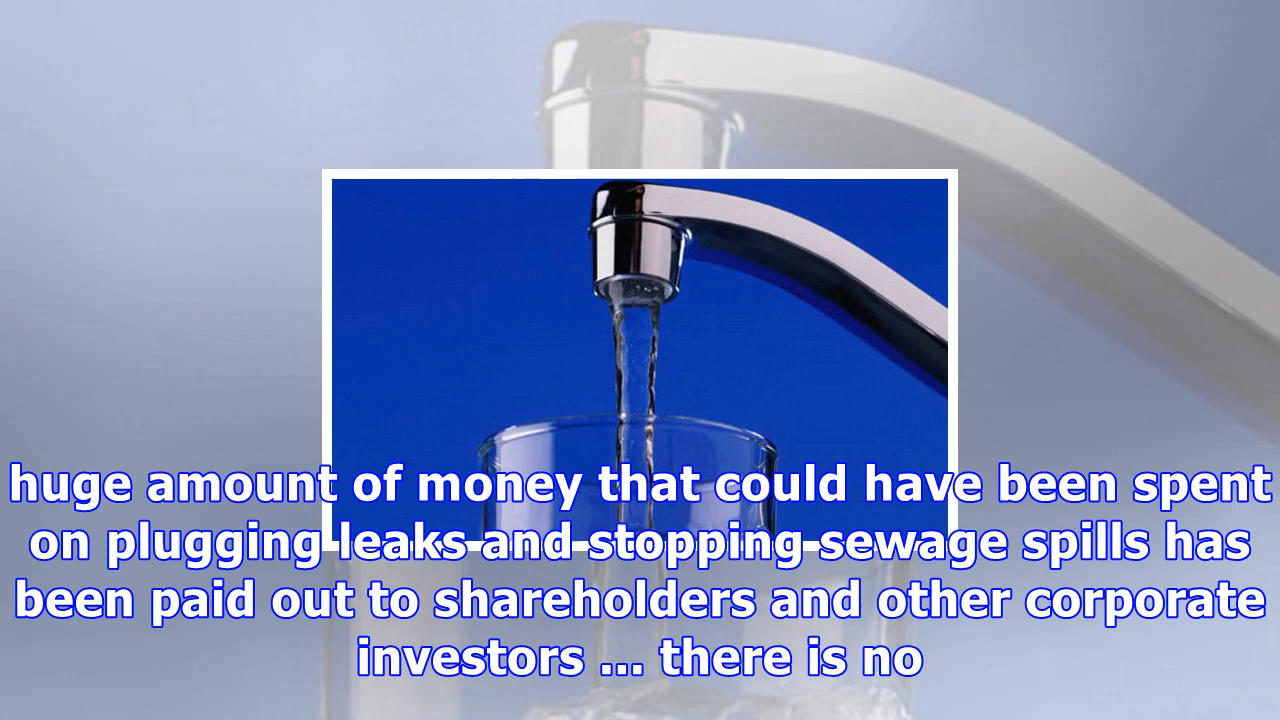 huge amount of money that could have been spent
on plugging leaks and stopping sewage spills has
been paid out to shareholders and other corporate
investors ... there is no